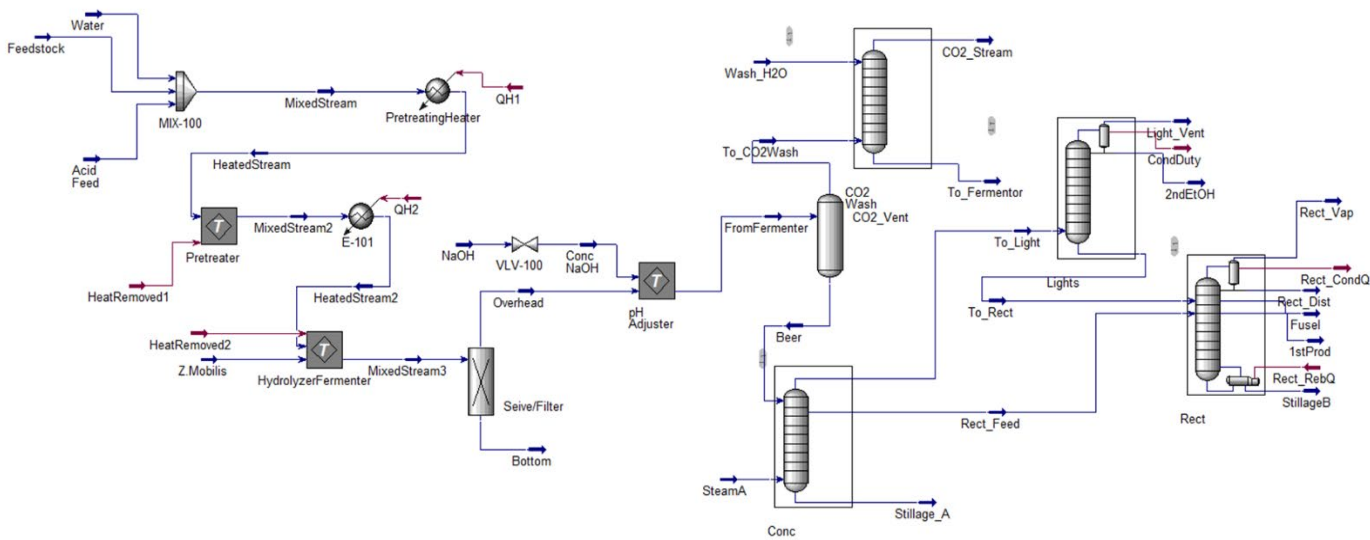 Water
Feedstock
MIX-100
Acid
Feed
MixedStream
PretreatingHeater
QH1
HeatedStream
Pretreater
HeatRemoved1
MixedStream2
E-101
QH2
HeatedStream2
HeatRemoved2
Z.Mobilis
HydrolyzerFermenter
MixedStream3
Seive/Filter
Overhead
Bottom
NaOH
VLV-100
Conc
NaOH
pH
Adjuster
FromFermenter
Wash_H2O
CO2_Stream
To_CO2Wash
To_Fermentor
CO2
Wash
CO2_Vent
Beer
SteamA
Conc
Stillage_A
Rect_Feed
To_Light
Light_Vent
CondDuty
2ndEtOH
Lights
To_Rect
Rect_Vap
Rect_CondQ
Rect_Dist
Fusel
1stProd
Rect_RebQ
StillageB
Rect
T
T
T